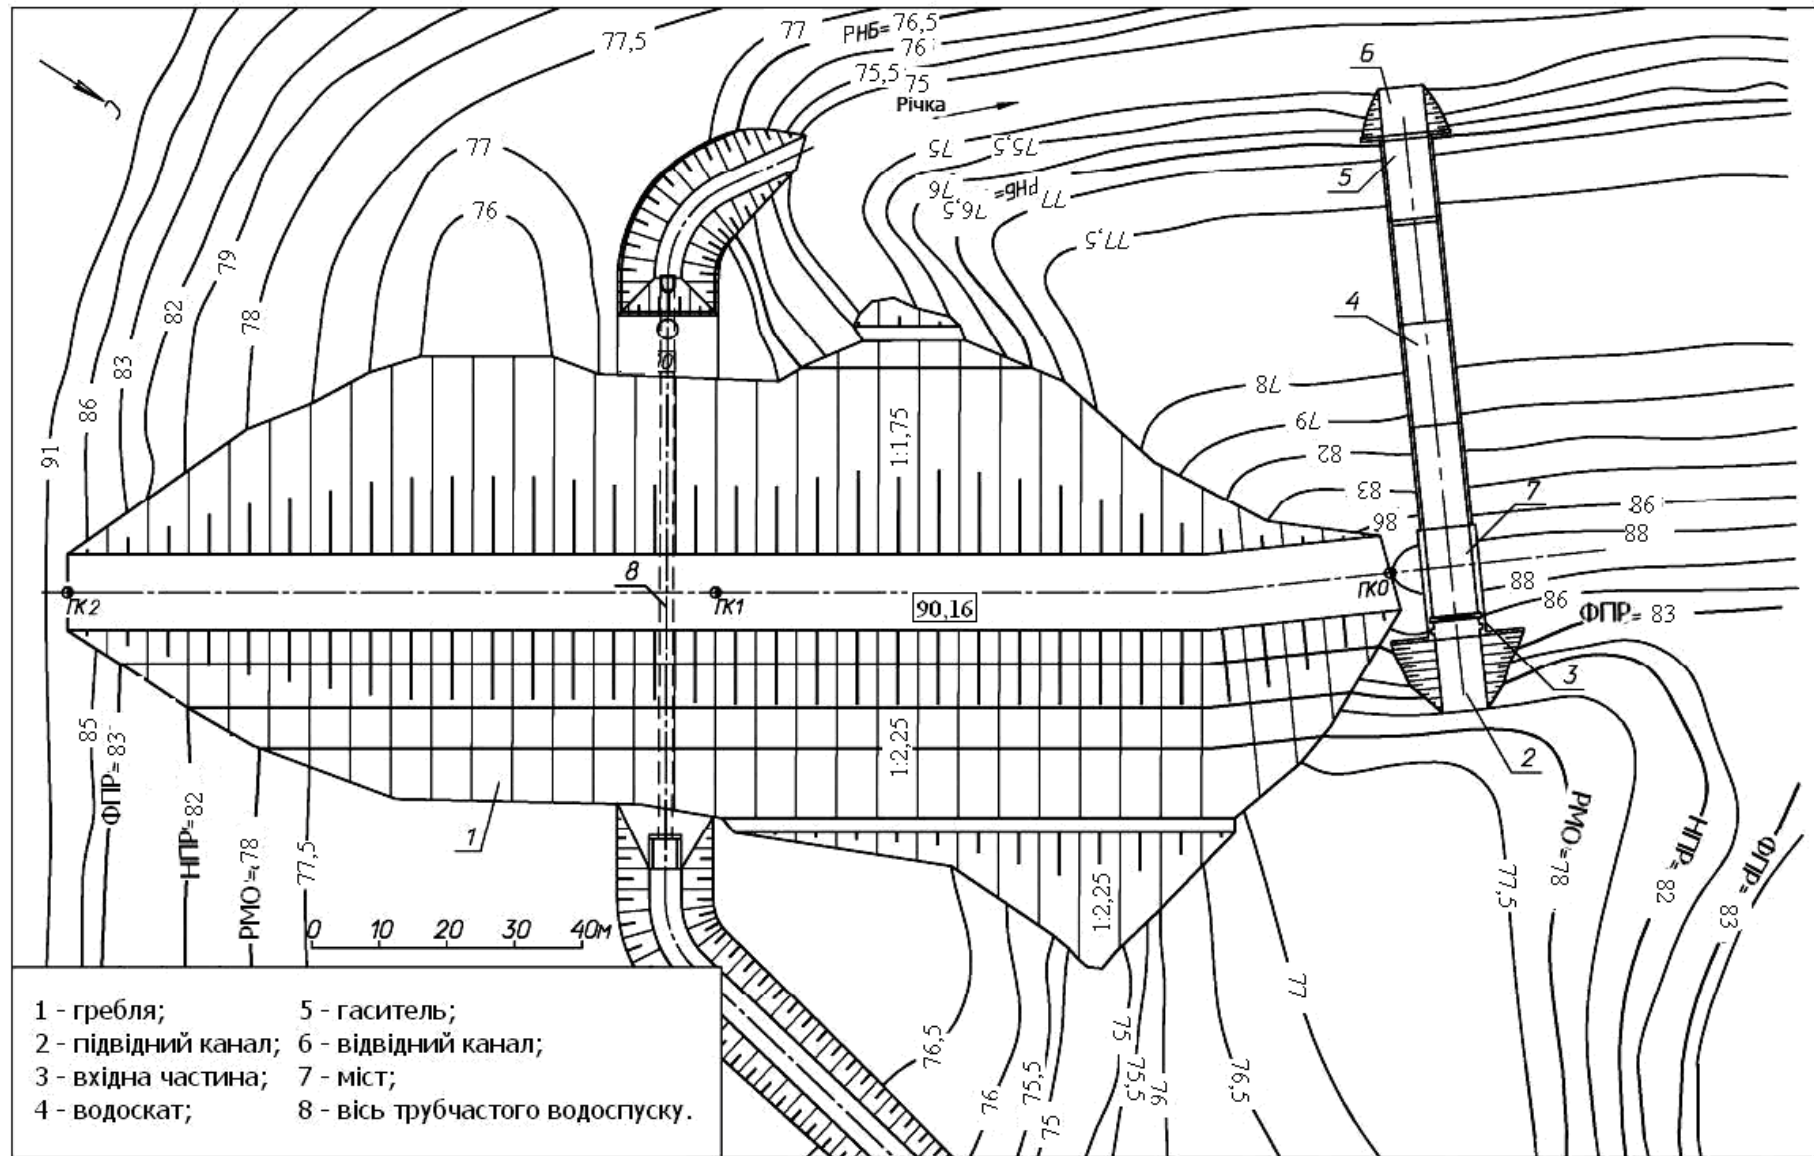 77,5
77
РНБ= 76,5
76
75,5
75
Річка
6
77
76
75
75,5
5
76
РНБ=
76,5
77
77,5
79
82
78
4
83
86
91
10
1:1,75
78
79
82
83
86
7
86
88
88
86
ФПР= 83
8
ПК2
ПК1
90,16
ПК0
3
2
85
ФПР= 83
НПР= 82
РМО= 78
77,5
1
1:2,25
1:2,25
0 10 20 30 40м
77,5
РМО= 78
НПР= 82
ФПР= 83
77
76,5
76
75,5
75
75
75,5
76
76,5
1 - гребля;
2 - підвідний канал;
3 - вхідна частина;
4 - водоскат;
5 - гаситель;
6 - відвідний канал;
7 - міст;
8 - вісь трубчастого водоспуску.